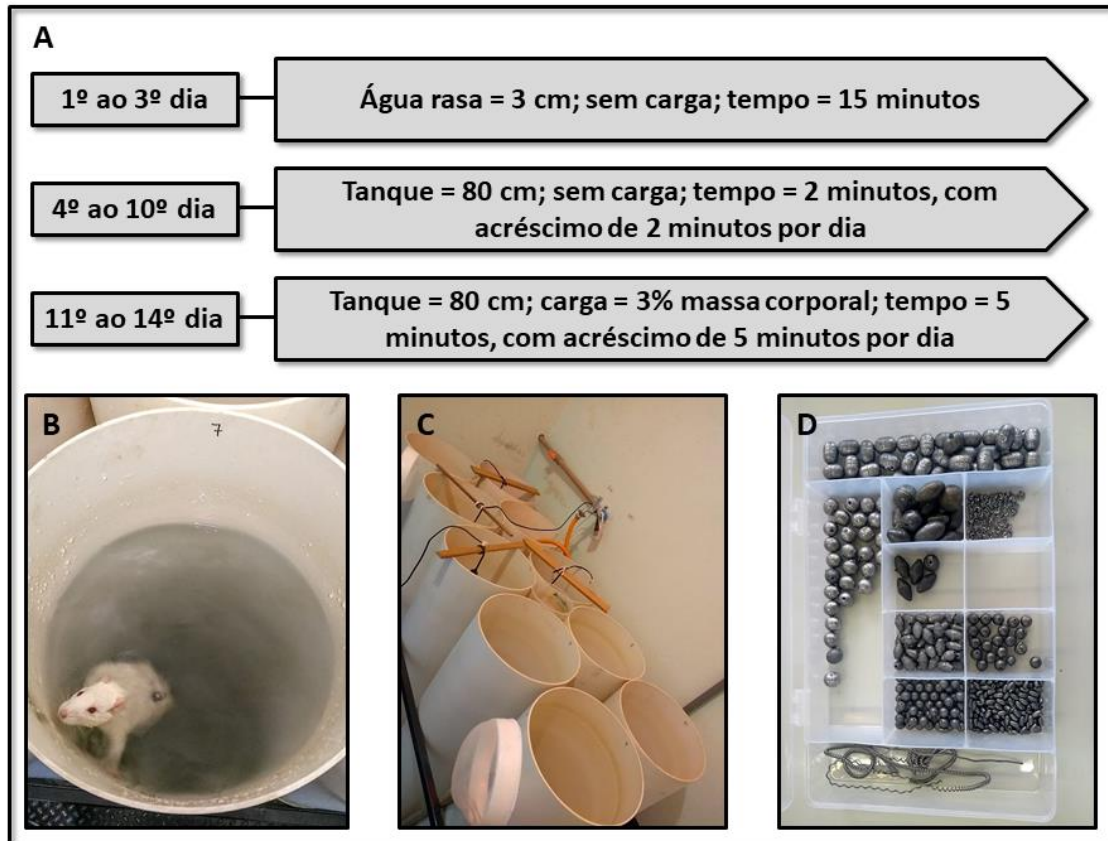 A
1º ao 3º dia
Água rasa = 3 cm; sem carga; tempo = 15 minutos
4º ao 10º dia
Tanque = 80 cm; sem carga; tempo = 2 minutos, com
acréscimo de 2 minutos por dia
11º ao 14º dia
Tanque = 80 cm; carga = 3% massa corporal; tempo = 5
minutos, com acréscimo de 5 minutos por dia
B
7
C
D